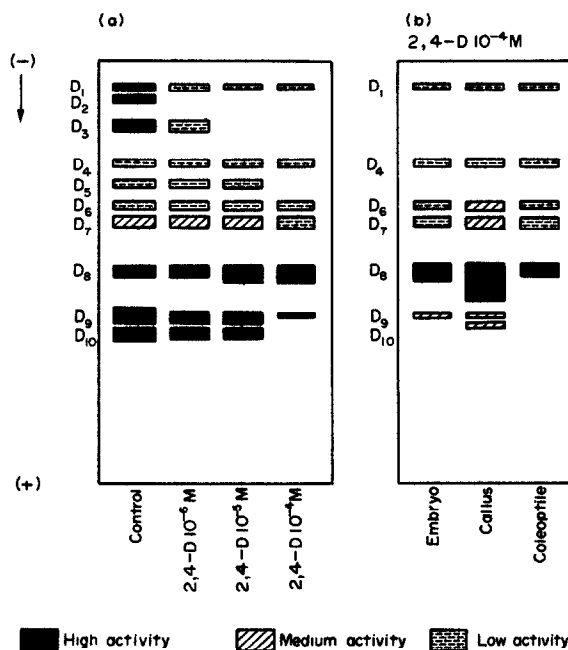 (a)
(b)
2,4-D 10⁻⁴M
(-)
D₁
D₂
D₃
D₄
D₅
D₆
D₇
D₈
D₉
D₁₀
D₁
D₄
D₆
D₇
D₈
D₉
D₁₀
(+)
Control
2,4-D 10⁻⁶ M
2,4-D 10⁻⁵ M
2,4-D 10⁻⁴M
Embryo
Callus
Coleoptile
High activity
Medium activity
Low activity